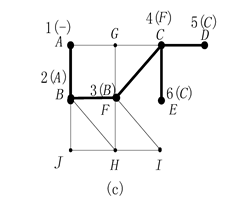 4(F)
5(C)
1(-)
A G C D
2(A)
3(B)
6(C)
B F E
J H I
(c)